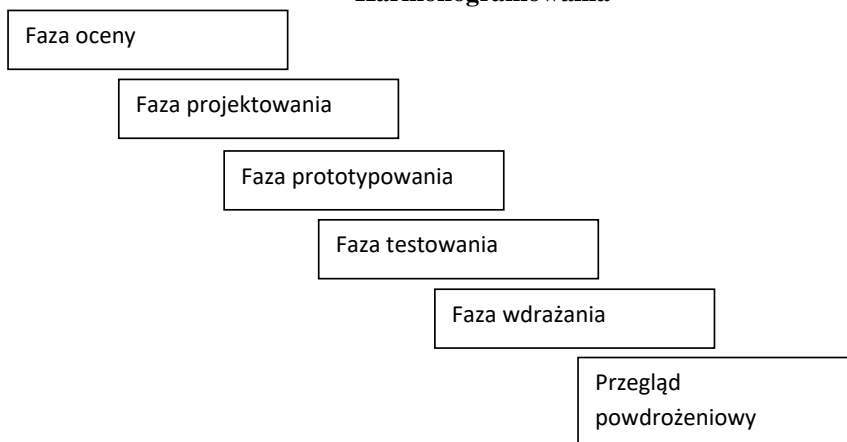 Faza oceny
Faza projektowania
Faza prototypowania
Faza testowania
Faza wdrażania
Przegląd
powdrożeniowy